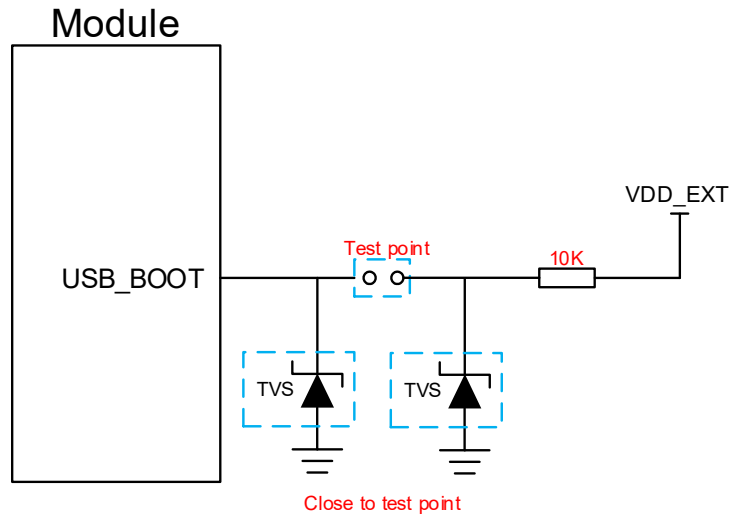 Module
VDD_EXT
Test point
10K
USB_BOOT
TVS
TVS
Close to test point